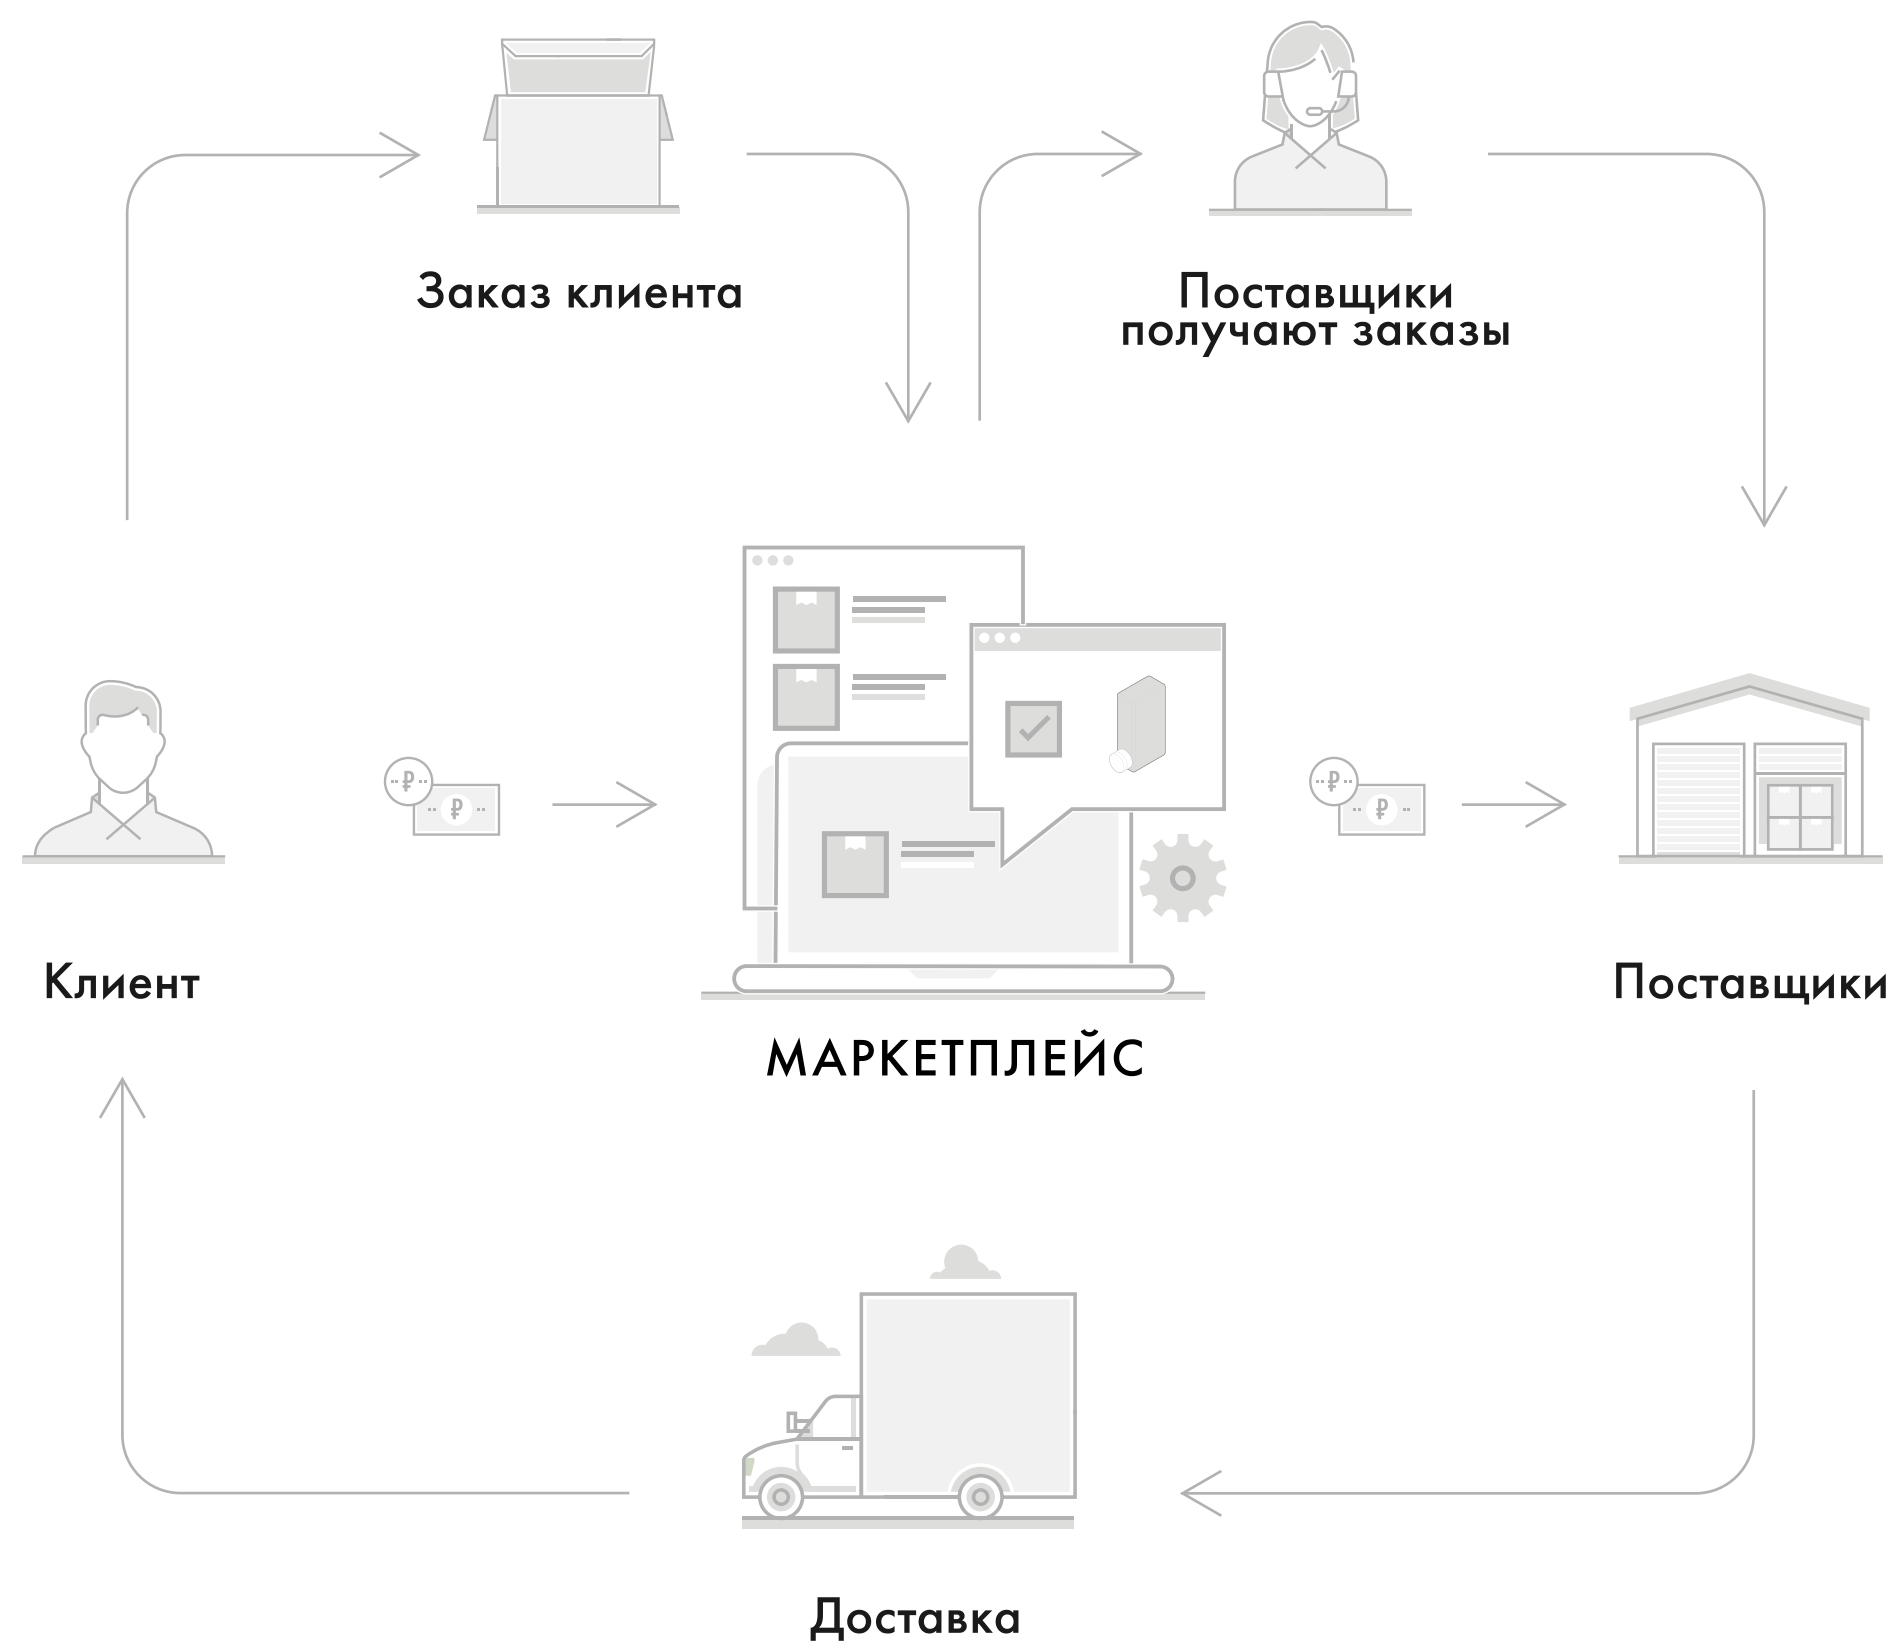 Заказ клиента
Поставщики
получают заказы
₽
₽
₽
₽
Клиент
Поставщики
МАРКЕТПЛЕЙС
Доставка